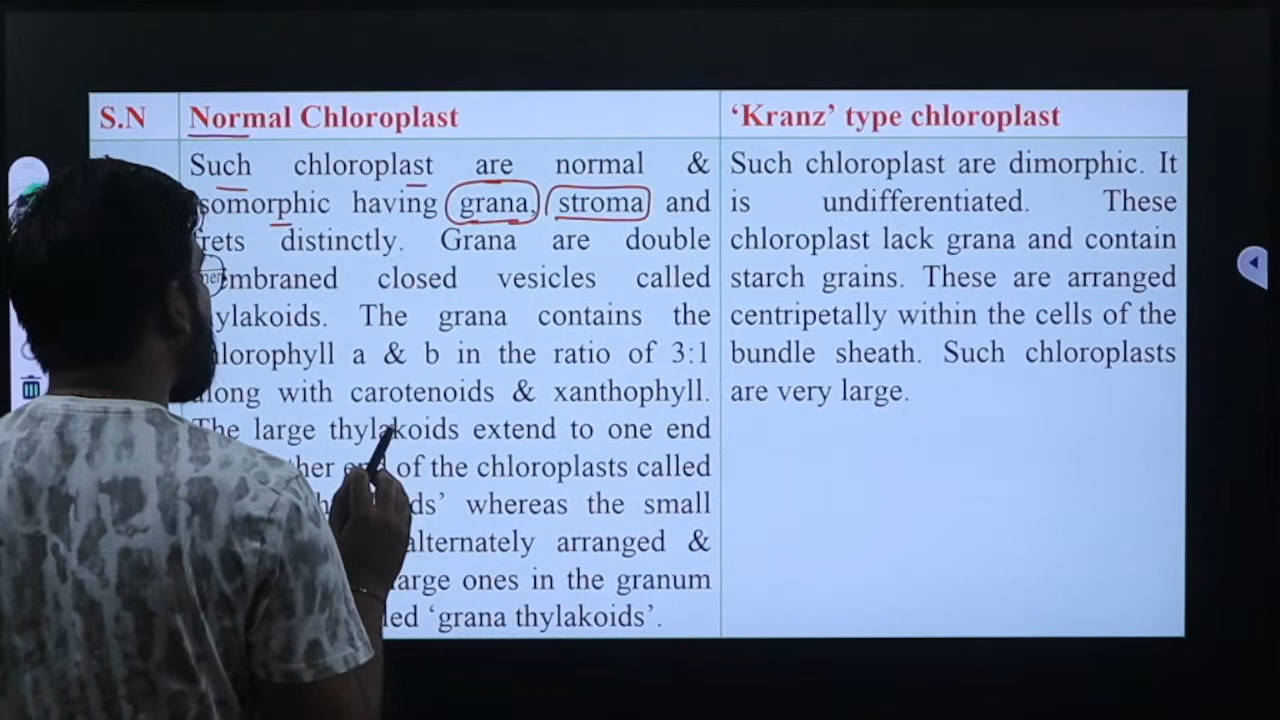 S.N Normal Chloroplast ‘Kranz’ type chloroplast
Such chloroplast are normal &
somorphic having grana, stroma and
frets distinctly. Grana are double
membraned closed vesicles called
ylakoids. The grana contains the
lorophyll a & b in the ratio of 3:1
along with carotenoids & xanthophyll.
The large thylakoids extend to one end
her of the chloroplasts called
ds’ whereas the small
alternately arranged &
large ones in the granum
led ‘grana thylakoids’.
Such chloroplast are dimorphic. It
is undifferentiated. These
chloroplast lack grana and contain
starch grains. These are arranged
centripetally within the cells of the
bundle sheath. Such chloroplasts
are very large.